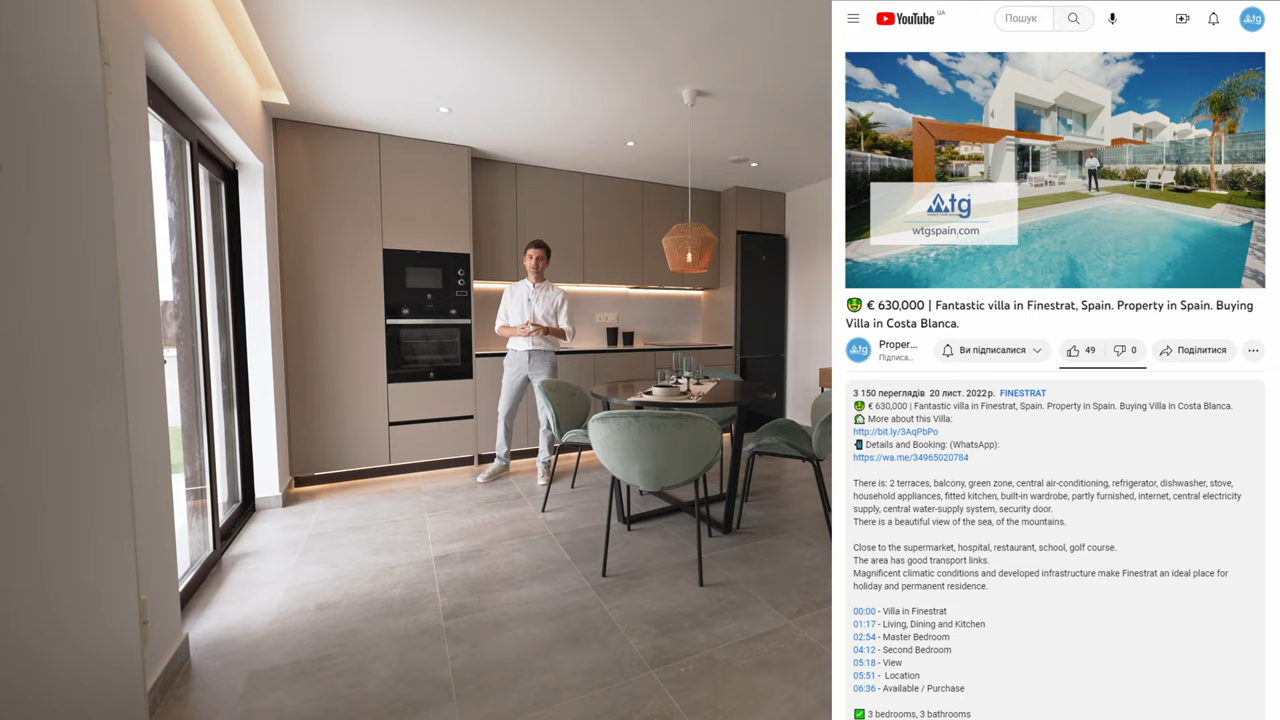 YouTube UA
Пошук
wtg
wtg
wtgspain.com
€ 630,000 | Fantastic villa in Finestrat, Spain. Property in Spain. Buying
Villa in Costa Blanca.
wtg
Proper...
Підписа...
Ви підписалися
49
0
Поділитися
3 150 переглядів 20 лист. 2022 р. FINESTRAT
€ 630,000 | Fantastic villa in Finestrat, Spain. Property in Spain. Buying Villa in Costa Blanca.
More about this Villa:
http://bit.ly/3AqPbPo
Details and Booking: (WhatsApp):
https://wa.me/34965020784
There is: 2 terraces, balcony, green zone, central air-conditioning, refrigerator, dishwasher, stove,
household appliances, fitted kitchen, built-in wardrobe, partly furnished, internet, central electricity
supply, central water-supply system, security door.
There is a beautiful view of the sea, of the mountains.
Close to the supermarket, hospital, restaurant, school, golf course.
The area has good transport links.
Magnificent climatic conditions and developed infrastructure make Finestrat an ideal place for
holiday and permanent residence.
00:00 - Villa in Finestrat
01:17 - Living, Dining and Kitchen
02:54 - Master Bedroom
04:12 - Second Bedroom
05:18 - View
05:51 - Location
06:36 - Available / Purchase
3 bedrooms, 3 bathrooms